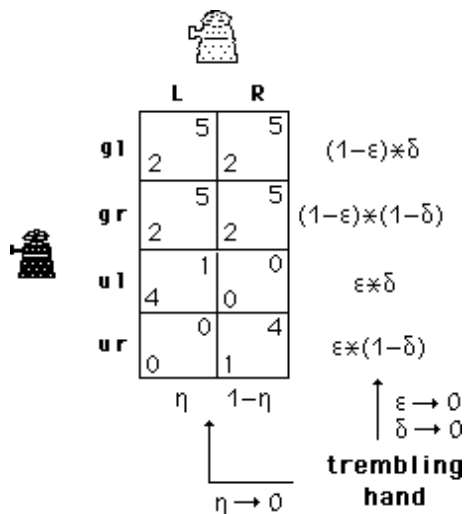 L R
gl 5 5 (1-ε)*δ
2 2
gr 5 5 (1-ε)*(1-δ)
2 2
ul 1 0 ε*δ
4 0
ur 0 4 ε*(1-δ)
0 1
η 1-η
ε → 0
δ → 0
trembling
hand
η → 0